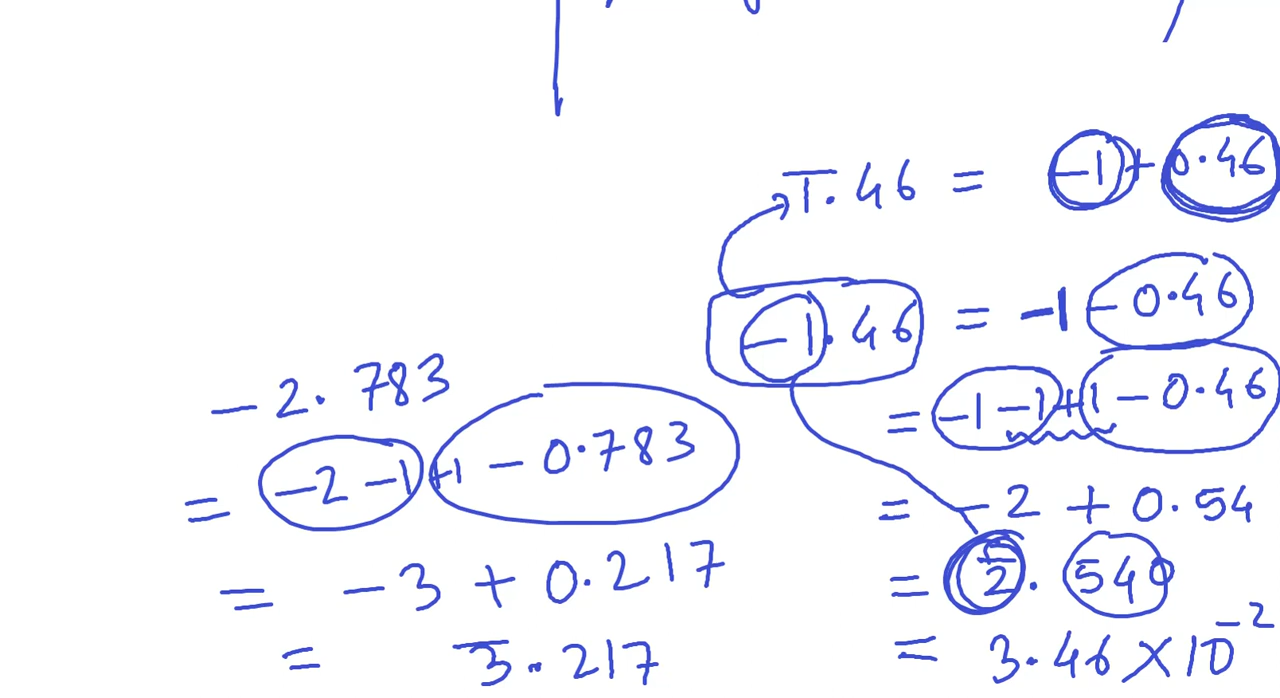 1̅.46 = -1 + 0.46
-1.46 = -1 - 0.46
= -1 -1 +1 - 0.46
= -2 + 0.54
= 2̅.540
= 3.46 × 10⁻²
-2.783
= -2 -1 +1 - 0.783
= -3 + 0.217
= 3̅.217